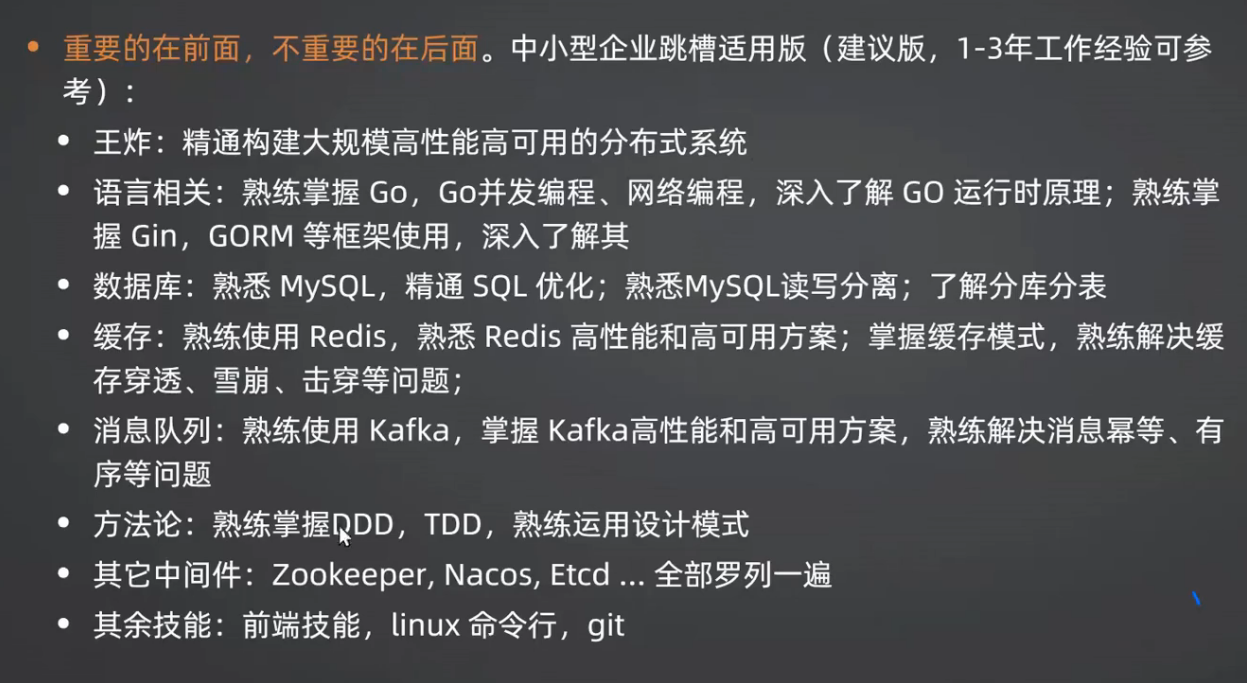 • 重要的在前面，不重要的在后面。中小型企业跳槽适用版（建议版，1-3年工作经验可参
考）：
• 王炸：精通构建大规模高性能高可用的分布式系统
• 语言相关：熟练掌握 Go，Go并发编程、网络编程，深入了解 GO 运行时原理；熟练掌
握 Gin，GORM 等框架使用，深入了解其
• 数据库：熟悉 MySQL，精通 SQL 优化；熟悉MySQL读写分离；了解分库分表
• 缓存：熟练使用 Redis，熟悉 Redis 高性能和高可用方案；掌握缓存模式，熟练解决缓
存穿透、雪崩、击穿等问题；
• 消息队列：熟练使用 Kafka，掌握 Kafka高性能和高可用方案，熟练解决消息幂等、有
序等问题
• 方法论：熟练掌握DDD，TDD，熟练运用设计模式
• 其它中间件：Zookeeper, Nacos, Etcd ... 全部罗列一遍
• 其余技能：前端技能，linux 命令行，git